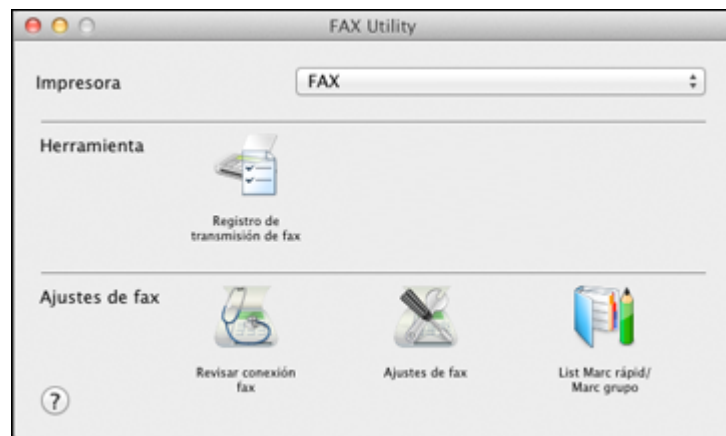 FAX Utility
Impresora
FAX
Herramienta
Registro de
transmisión de fax
Ajustes de fax
Revisar conexión
fax
Ajustes de fax
List Marc rápid/
Marc grupo
?